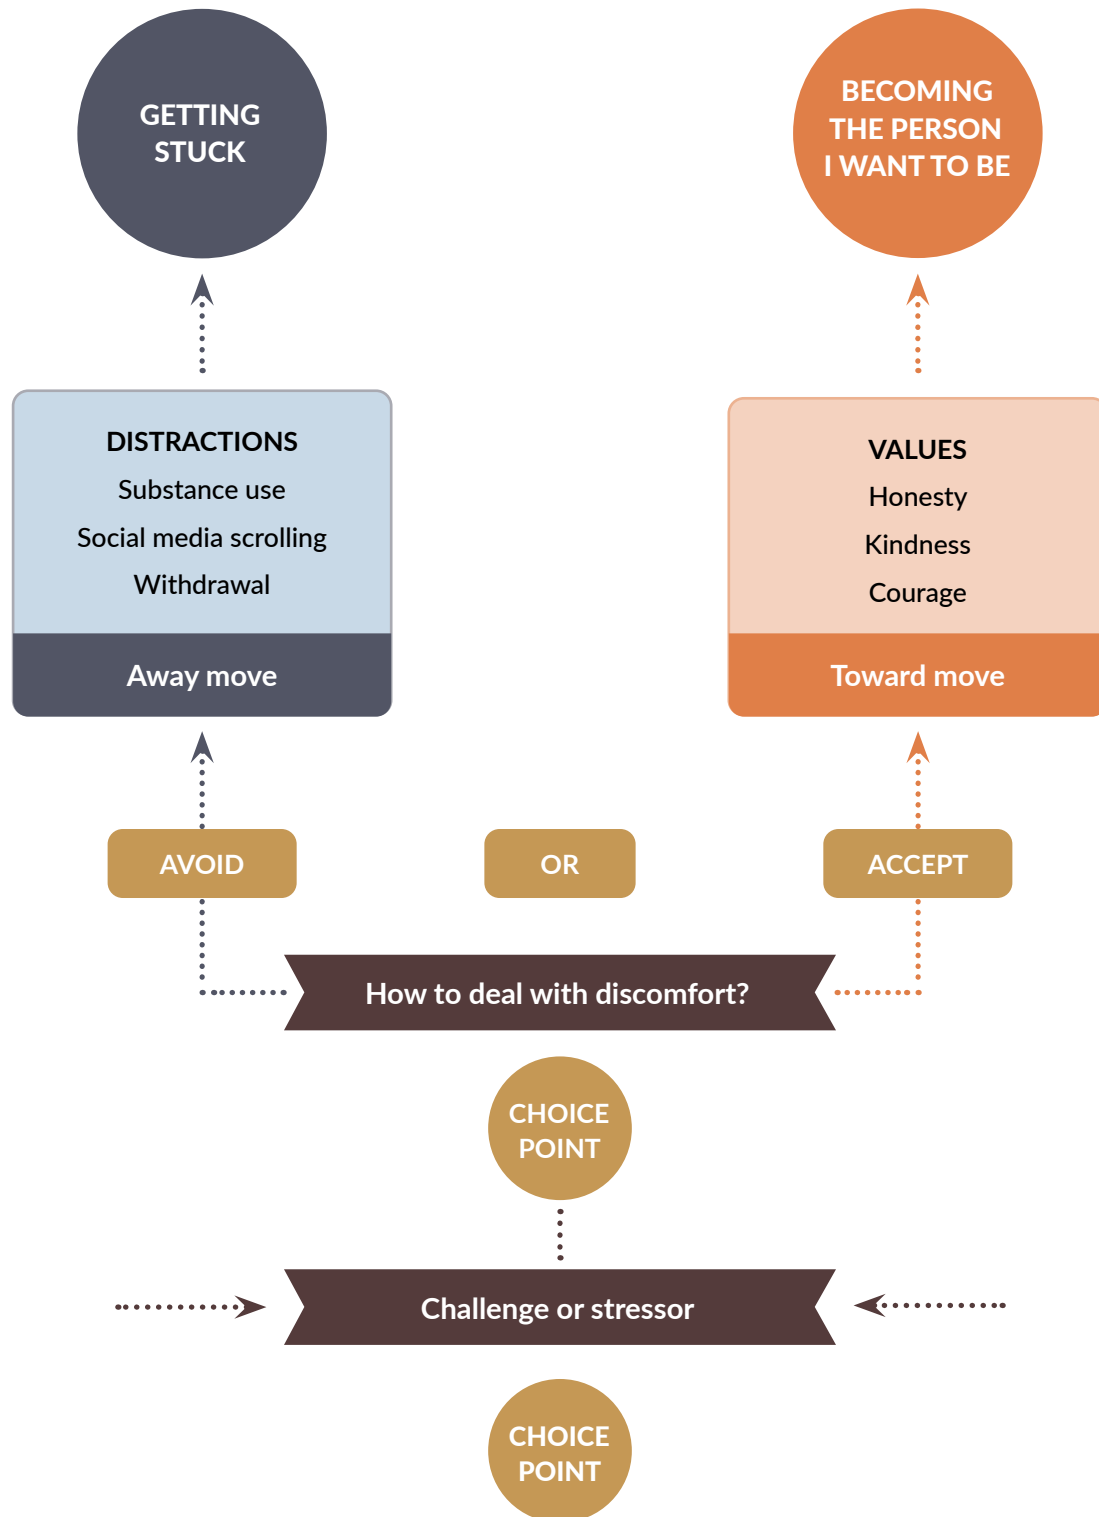 GETTING
STUCK
BECOMING
THE PERSON
I WANT TO BE
DISTRACTIONS
Substance use
Social media scrolling
Withdrawal
Away move
VALUES
Honesty
Kindness
Courage
Toward move
AVOID
OR
ACCEPT
How to deal with discomfort?
CHOICE
POINT
Challenge or stressor
CHOICE
POINT